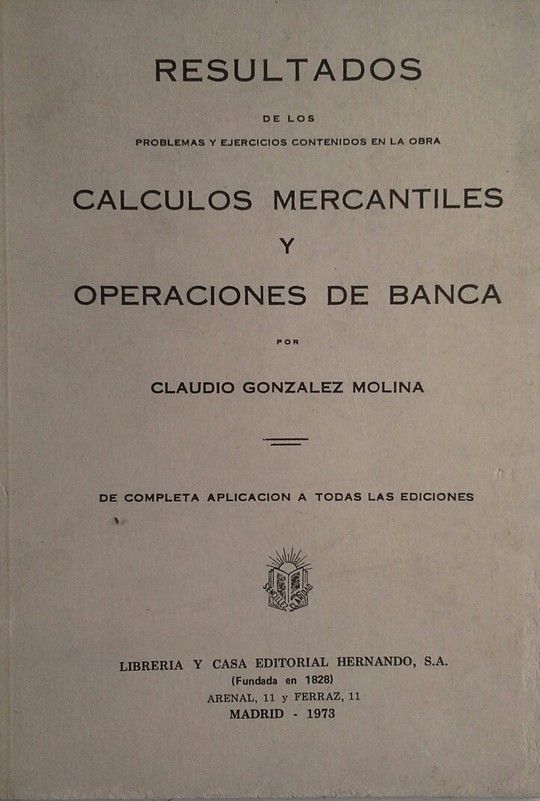 RESULTADOS
DE LOS
PROBLEMAS Y EJERCICIOS CONTENIDOS EN LA OBRA
CALCULOS MERCANTILES
Y
OPERACIONES DE BANCA
POR
CLAUDIO GONZALEZ MOLINA
DE COMPLETA APLICACION A TODAS LAS EDICIONES
LIBRERIA Y CASA EDITORIAL HERNANDO, S.A.
(Fundada en 1828)
ARENAL, 11 y FERRAZ, 11
MADRID - 1973